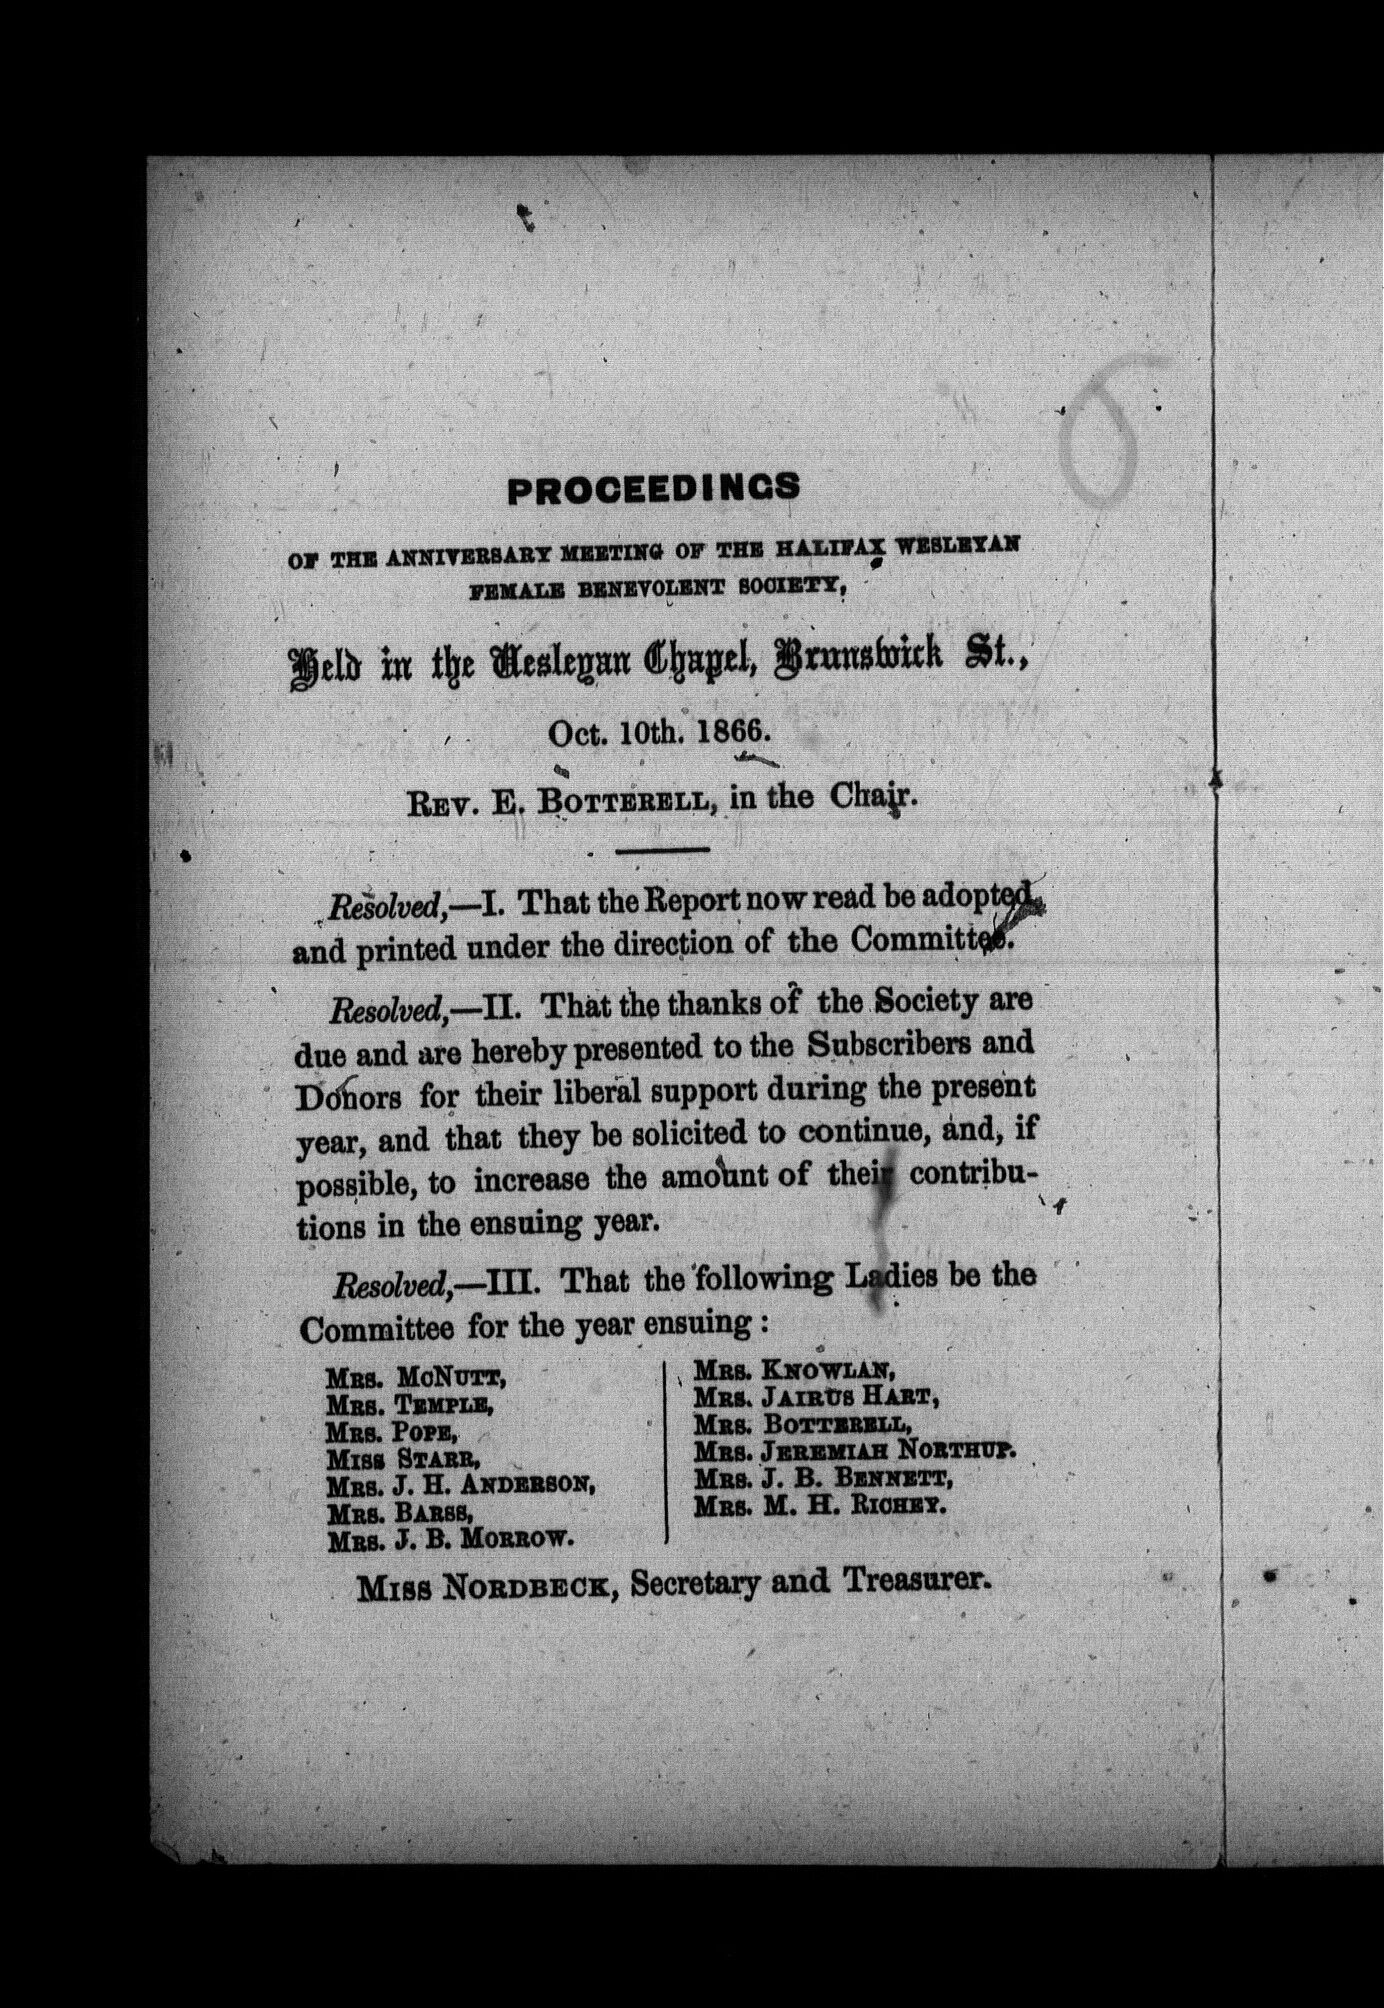 PROCEEDINGS
OF THE ANNIVERSARY MEETING OF THE HALIFAX WESLEYAN
FEMALE BENEVOLENT SOCIETY,
Held in the Wesleyan Chapel, Brunswick St.,
Oct. 10th. 1866.
REV. E. BOTTERELL, in the Chair.
Resolved,—I. That the Report now read be adopted
and printed under the direction of the Committee.
Resolved,—II. That the thanks of the Society are
due and are hereby presented to the Subscribers and
Donors for their liberal support during the present
year, and that they be solicited to continue, and, if
possible, to increase the amount of their contribu-
tions in the ensuing year.
Resolved,—III. That the following Ladies be the
Committee for the year ensuing:
MRS. MCNUTT,
MRS. TEMPLE,
MRS. POPE,
MISS STARR,
MRS. J. H. ANDERSON,
MRS. BARSS,
MRS. J. B. MORROW.
MRS. KNOWLAN,
MRS. JAIRUS HART,
MRS. BOTTERELL,
MRS. JEREMIAH NORTHUP.
MRS. J. B. BENNETT,
MRS. M. H. RICHEY.
MISS NORDBECK, Secretary and Treasurer.